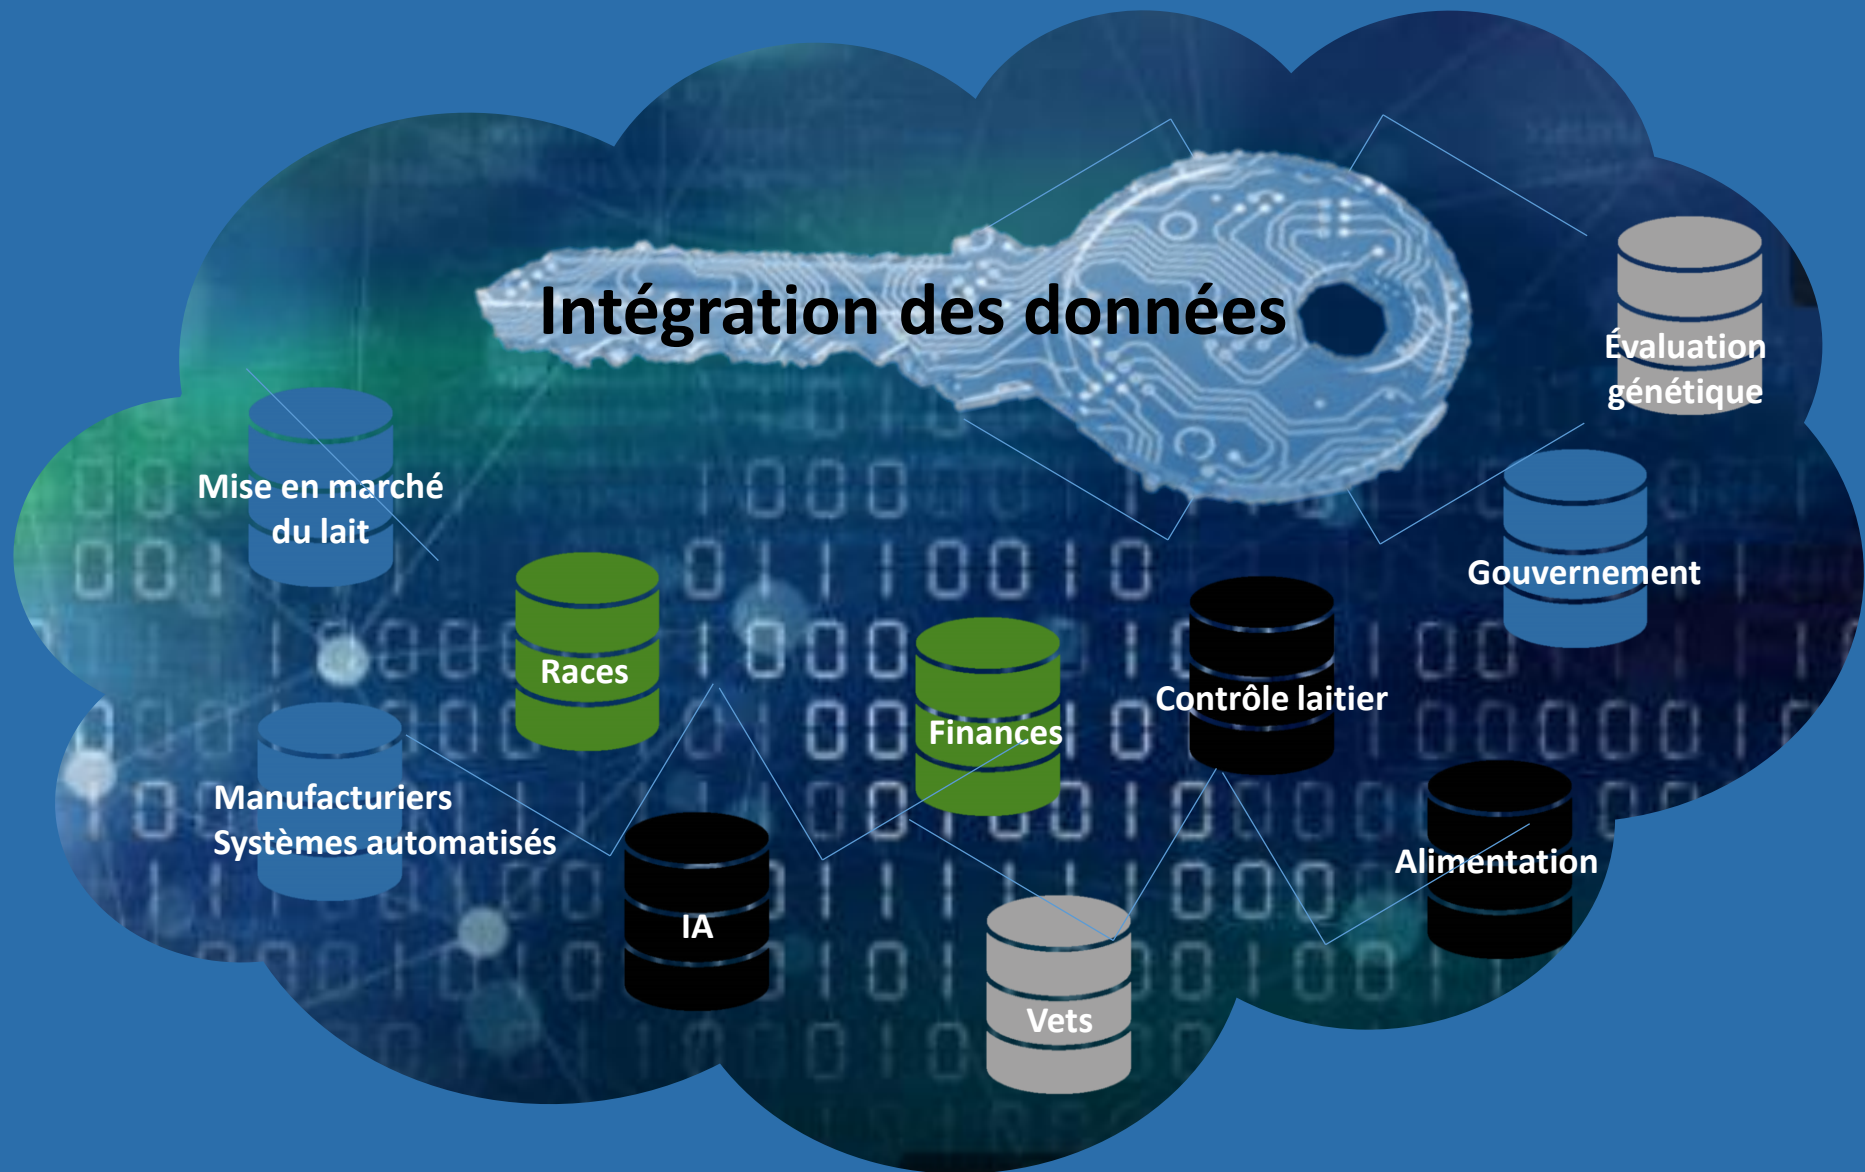 Intégration des données
Évaluation
génétique
Mise en marché
du lait
Gouvernement
Races
Contrôle laitier
Finances
Manufacturiers
Systèmes automatisés
Alimentation
IA
Vets